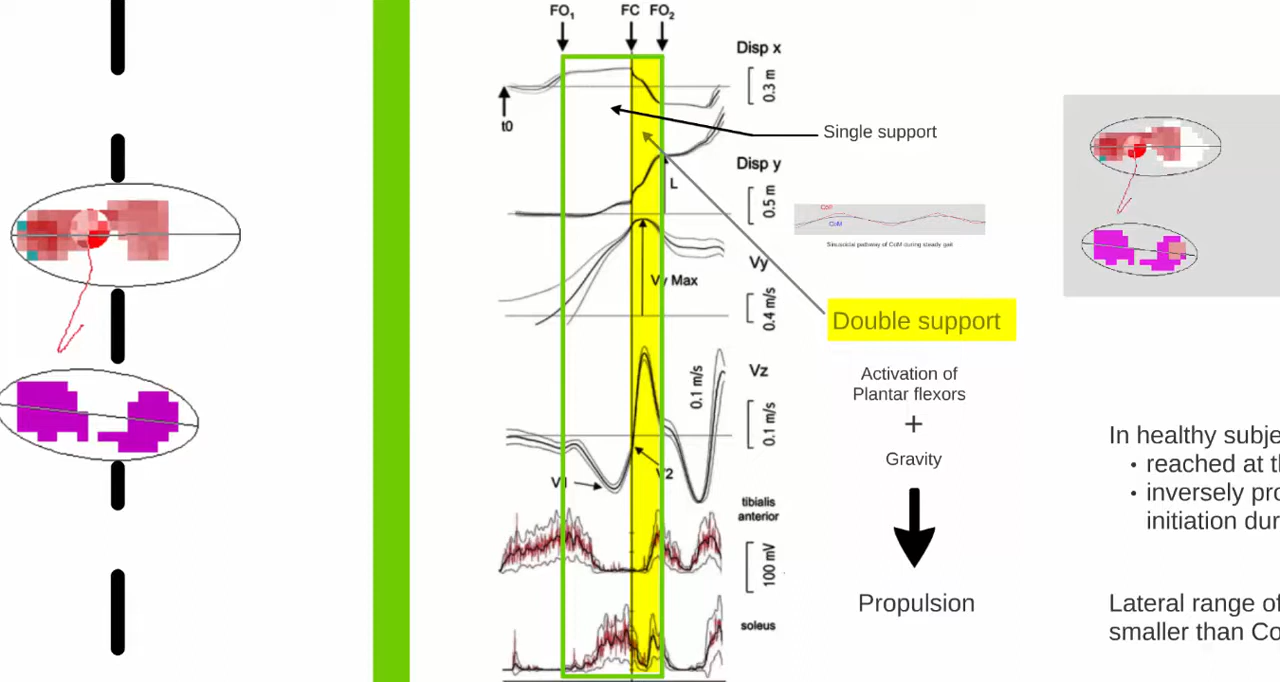 FO1 FC FO2
Disp x
0.3 m
t0
Single support
Disp y
L
0.5 m
CoP
CoM
Sinusoidal pathway of CoM during steady gait
Vy
Vy Max
0.4 m/s
Double support
Vz
0.1 m/s
0.1 m/s
Activation of
Plantar flexors
+
Gravity
V1
V2
tibialis
anterior
100 mV
soleus
Propulsion
In healthy subje
• reached at th
• inversely pro
initiation dur
Lateral range of
smaller than Co